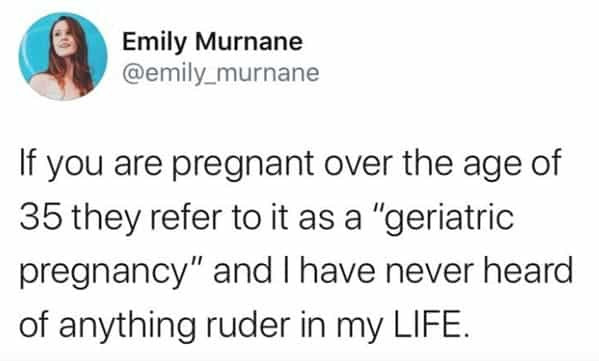 Emily Murnane
@emily_murnane
If you are pregnant over the age of
35 they refer to it as a "geriatric
pregnancy" and I have never heard
of anything ruder in my LIFE.